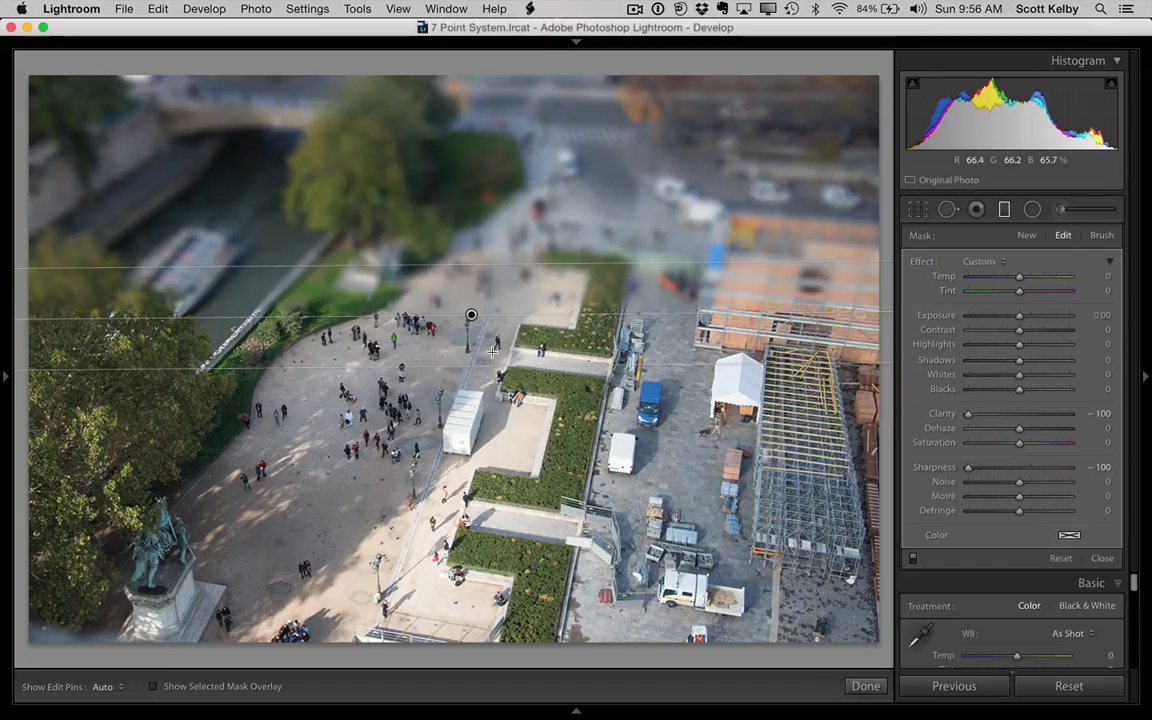 Lightroom File Edit Develop Photo Settings Tools View Window Help 84% Sun 9:56 AM Scott Kelby
7 Point System.lrcat - Adobe Photoshop Lightroom - Develop
Histogram
R 66.4 G 66.2 B 65.7 %
Original Photo
Mask : New Edit Brush
Effect : Custom
Temp 0
Tint 0
Exposure 0.00
Contrast 0
Highlights 0
Shadows 0
Whites 0
Blacks 0
Clarity – 100
Dehaze 0
Saturation 0
Sharpness – 100
Noise 0
Moiré 0
Defringe 0
Color
Reset Close
Basic
Treatment : Color Black & White
WB : As Shot
Temp 0
Show Edit Pins : Auto Show Selected Mask Overlay Done Previous Reset